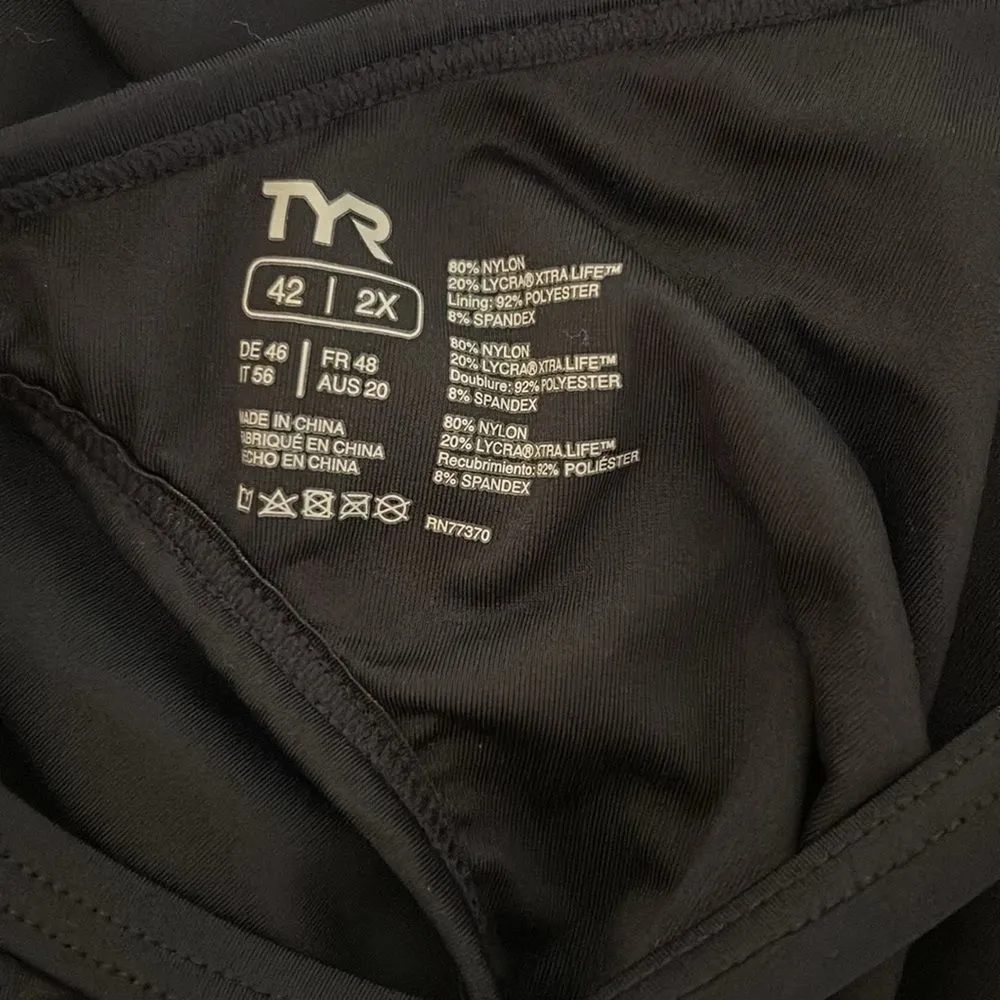 TYR
42 | 2X
DE 46 | FR 48
IT 56 | AUS 20
MADE IN CHINA
ABRIQUÉ EN CHINA
ECHO EN CHINA
80% NYLON
20% LYCRA® XTRA LIFE™
Lining: 92% POLYESTER
8% SPANDEX
80% NYLON
20% LYCRA® XTRA LIFE™
Doublure: 92% POLYESTER
8% SPANDEX
80% NYLON
20% LYCRA® XTRA LIFE™
Recubrimiento: 92% POLIÉSTER
8% SPANDEX
RN77370